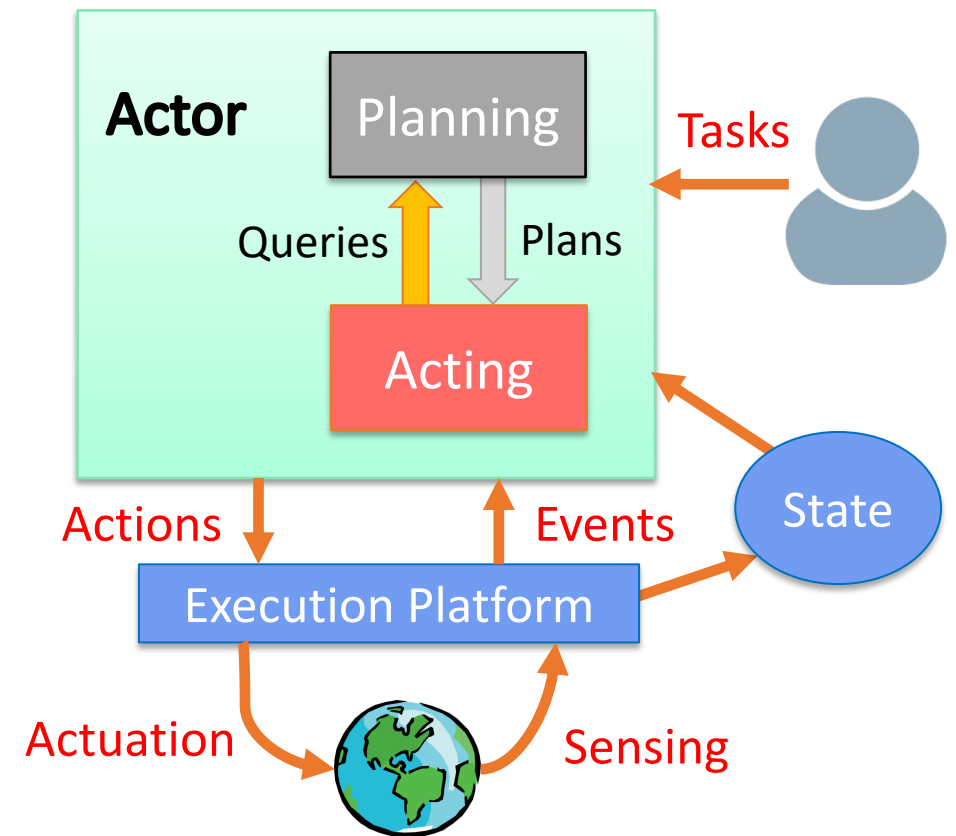 Actor
Planning
Tasks
Queries
Plans
Acting
State
Actions
Events
Execution Platform
Actuation
Sensing